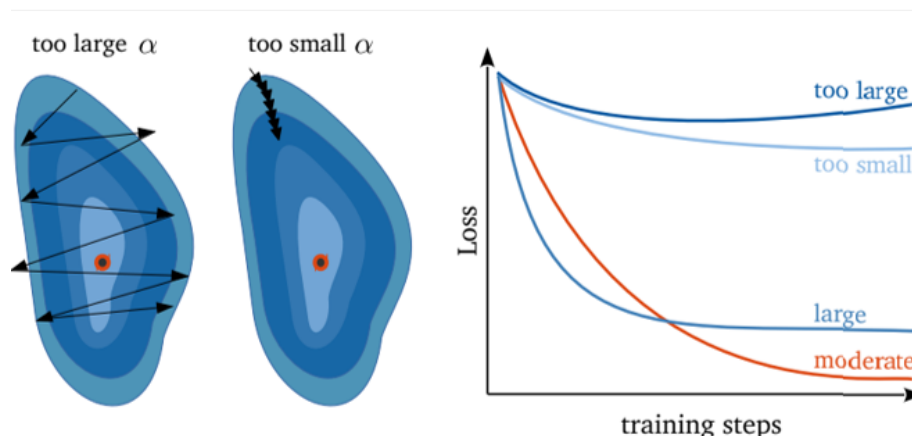 too large α
too small α
too large
too small
Loss
large
moderate
training steps